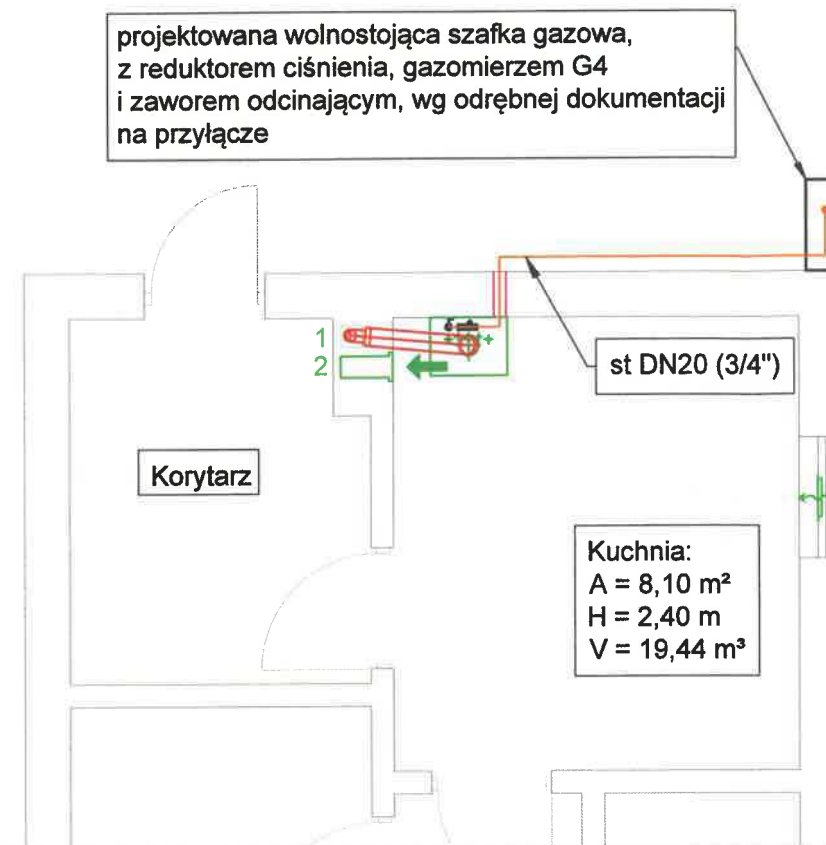 projektowana wolnostojąca szafka gazowa,
z reduktorem ciśnienia, gazomierzem G4
i zaworem odcinającym, wg odrębnej dokumentacji
na przyłącze
1
2
st DN20 (3/4")
Korytarz
Kuchnia:
A = 8,10 m²
H = 2,40 m
V = 19,44 m³